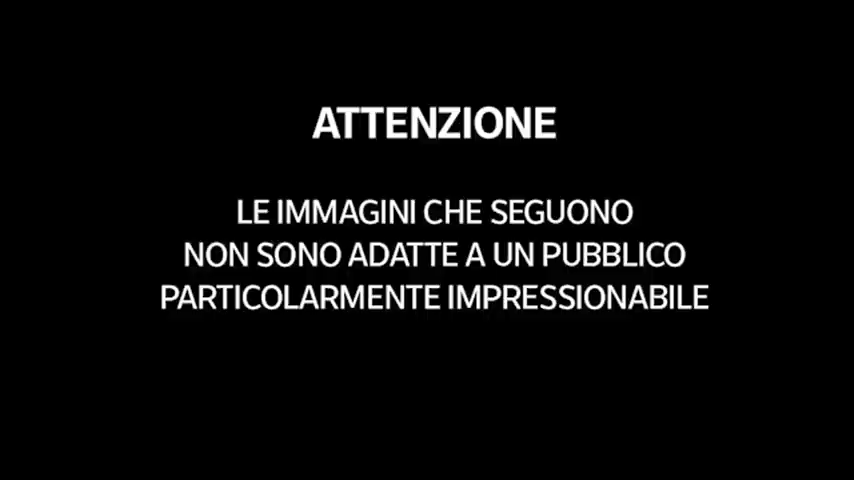 ATTENZIONE
LE IMMAGINI CHE SEGUONO
NON SONO ADATTE A UN PUBBLICO
PARTICOLARMENTE IMPRESSIONABILE